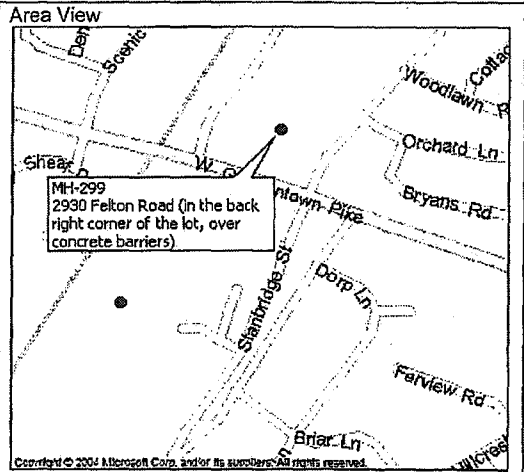 Area View
Scenic
Woodlawn
Orchard Ln
Bryans Rd
W. G
ntown Pike
MH-299
2930 Felton Road (in the back
right corner of the lot, over
concrete barriers)
Stanbridge St
Dorp Ln
Fairview Rd
Briar Ln
Copyright © 2004 Microsoft Corp. and/or its suppliers. All rights reserved.